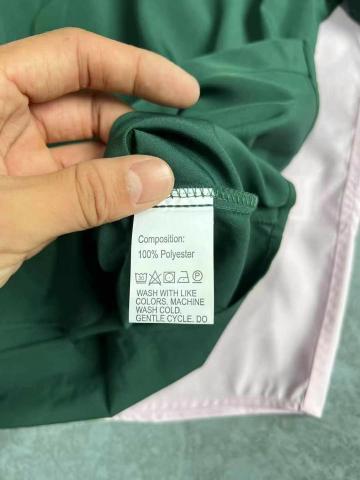 Composition:
100% Polyester
WASH WITH LIKE
COLORS. MACHINE
WASH COLD.
GENTLE CYCLE. DO